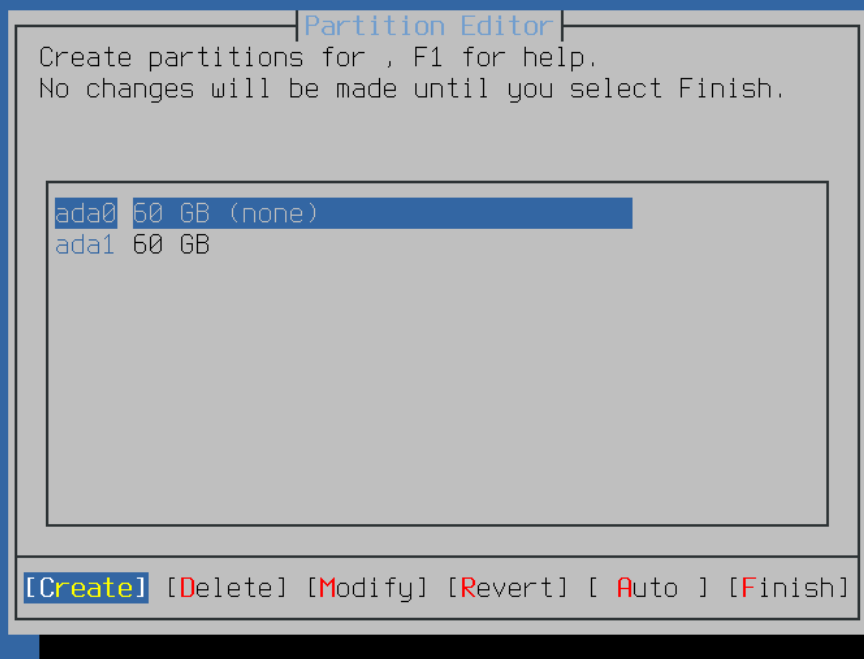 Partition Editor
Create partitions for , F1 for help.
No changes will be made until you select Finish.
ada0 60 GB (none)
ada1 60 GB
[Create] [Delete] [Modify] [Revert] [ Auto ] [Finish]